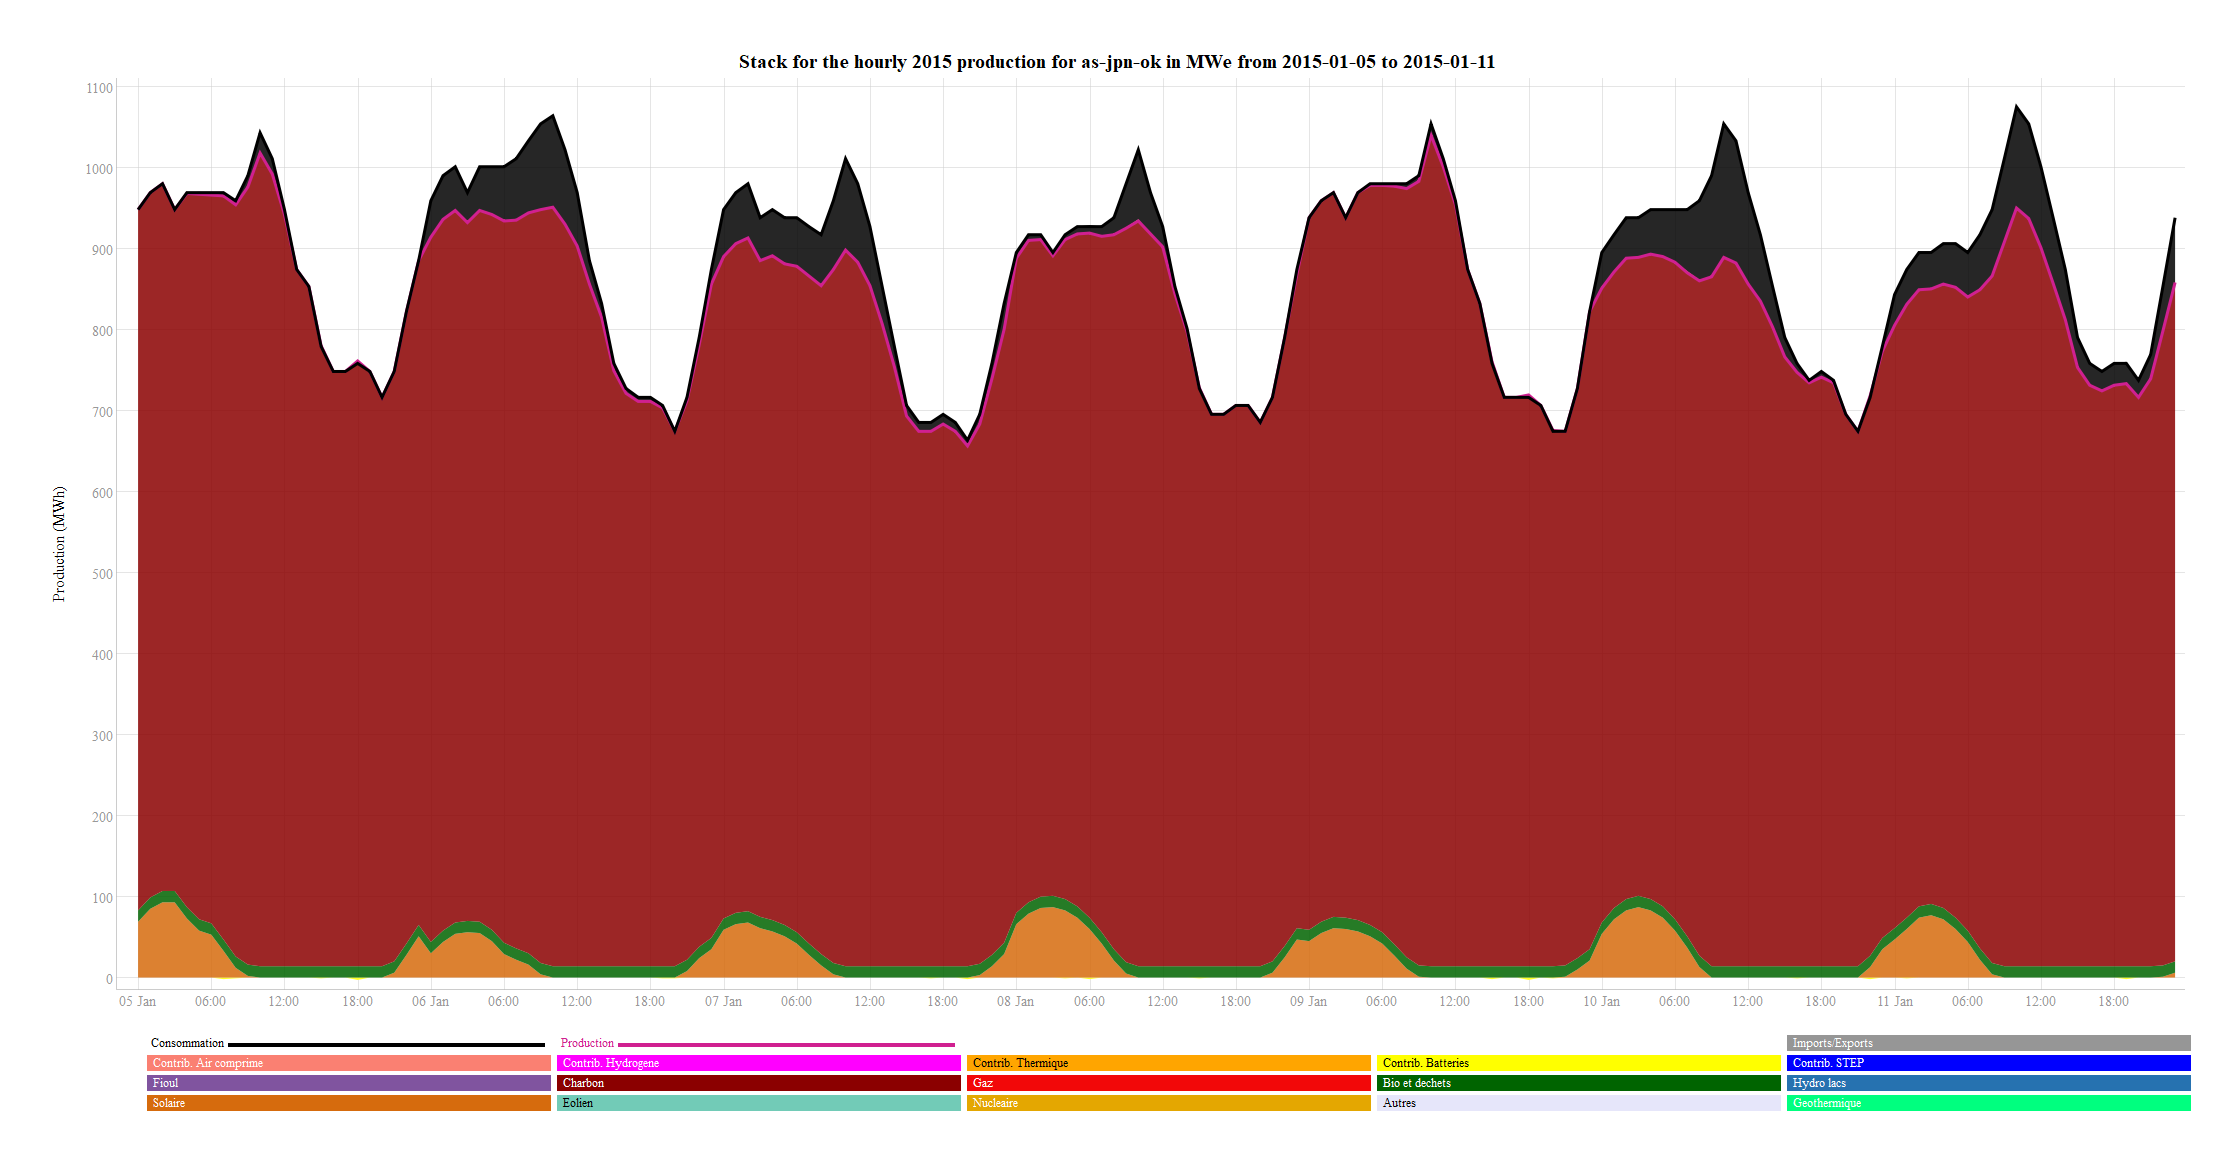 Stack for the hourly 2015 production for as-jpn-ok in MWe from 2015-01-05 to 2015-01-11
Production (MWh)
1100
1000
900
800
700
600
500
400
300
200
100
0
05 Jan 06:00 12:00 18:00 06 Jan 06:00 12:00 18:00 07 Jan 06:00 12:00 18:00 08 Jan 06:00 12:00 18:00 09 Jan 06:00 12:00 18:00 10 Jan 06:00 12:00 18:00 11 Jan 06:00 12:00 18:00
Consommation Production Imports/Exports
Contrib. Air comprime Contrib. Hydrogene Contrib. Thermique Contrib. Batteries Contrib. STEP
Fioul Charbon Gaz Bio et dechets Hydro lacs
Solaire Eolien Nucleaire Autres Geothermique